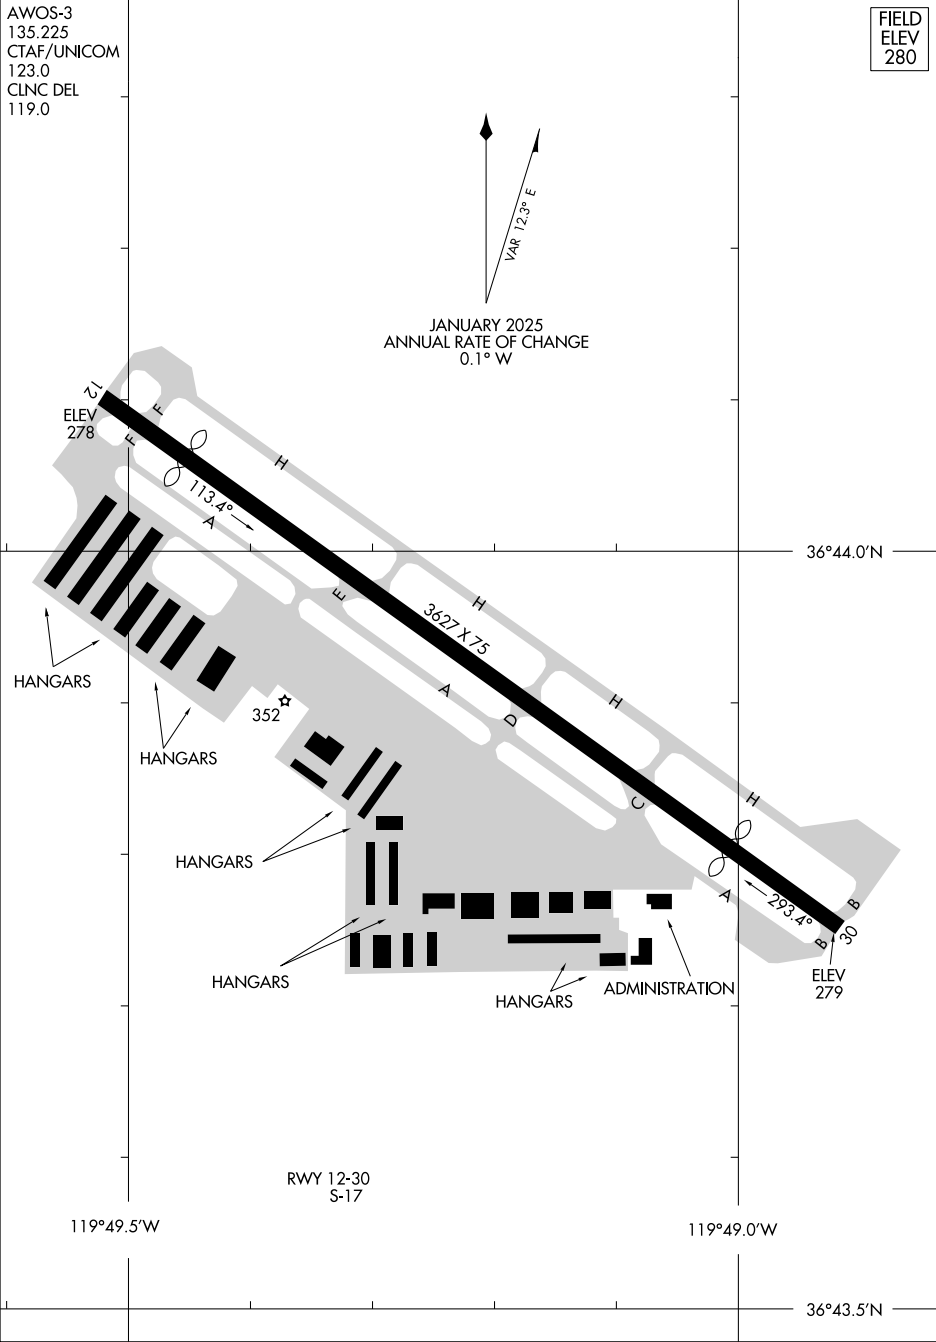 AWOS-3
135.225
CTAF/UNICOM
123.0
CLNC DEL
119.0
FIELD
ELEV
280
VAR 12.3° E
JANUARY 2025
ANNUAL RATE OF CHANGE
0.1° W
12
ELEV
278
F
F
H
113.4°
A
36°44.0'N
E
H
3627 X 75
HANGARS
A
H
352
D
HANGARS
C
H
HANGARS
A
293.4°
B
B
30
HANGARS
HANGARS
ADMINISTRATION
ELEV
279
RWY 12-30
S-17
119°49.5'W
119°49.0'W
36°43.5'N